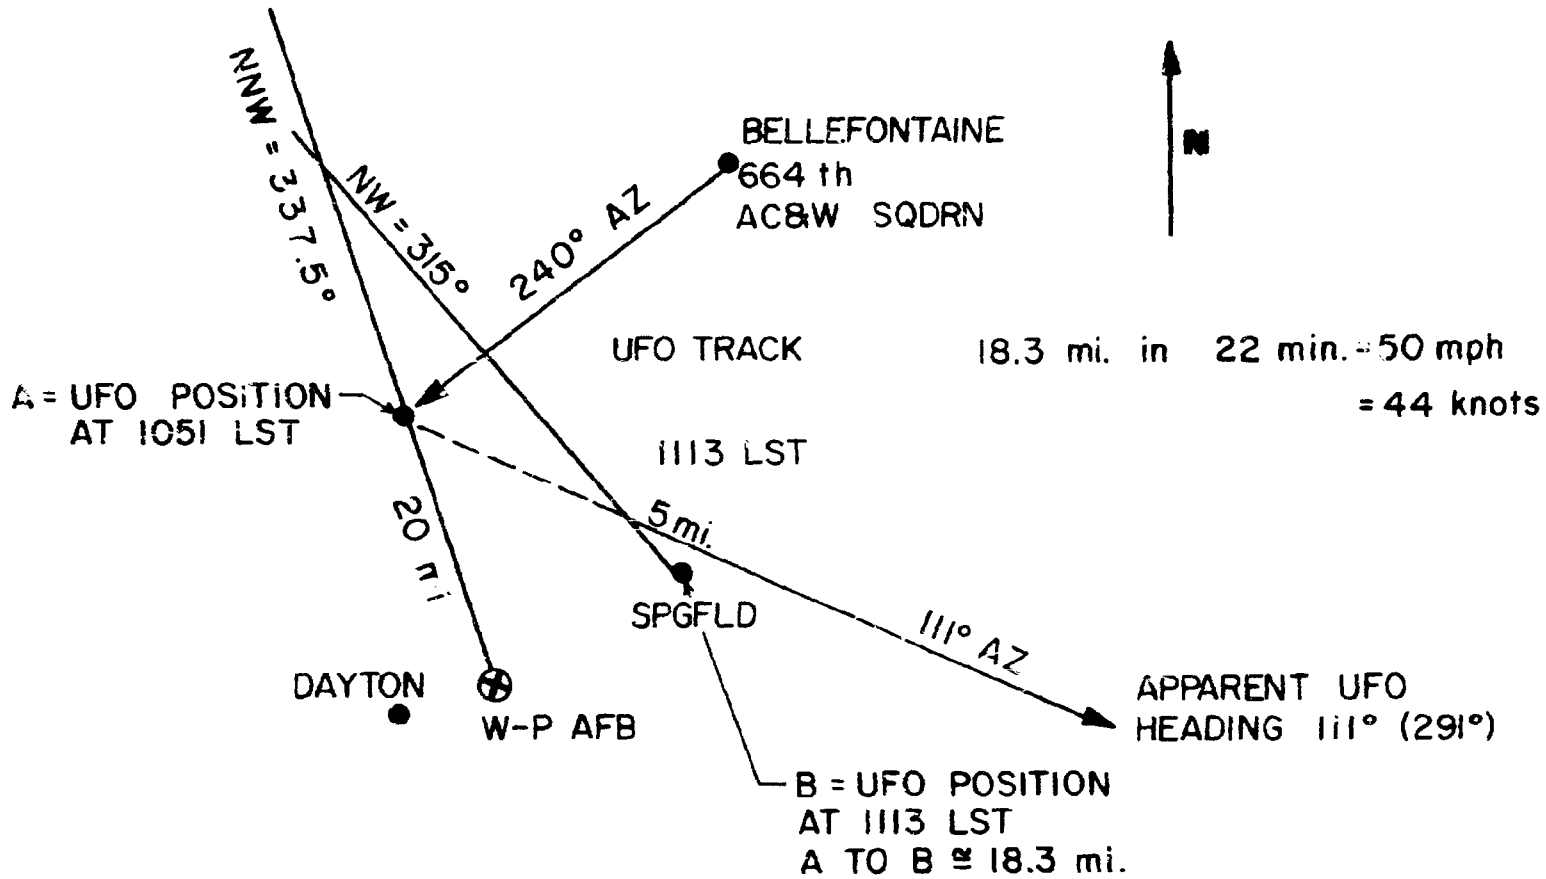 NNW = 337.5°
NW = 315°
240° AZ
BELLEFONTAINE
664 th
AC&W SQDRN
N
UFO TRACK
18.3 mi. in 22 min. = 50 mph
= 44 knots
A = UFO POSITION
AT 1051 LST
1113 LST
20 mi
5 mi.
SPGFLD
111° AZ
DAYTON
W-P AFB
APPARENT UFO
HEADING 111° (291°)
B = UFO POSITION
AT 1113 LST
A TO B ≅ 18.3 mi.